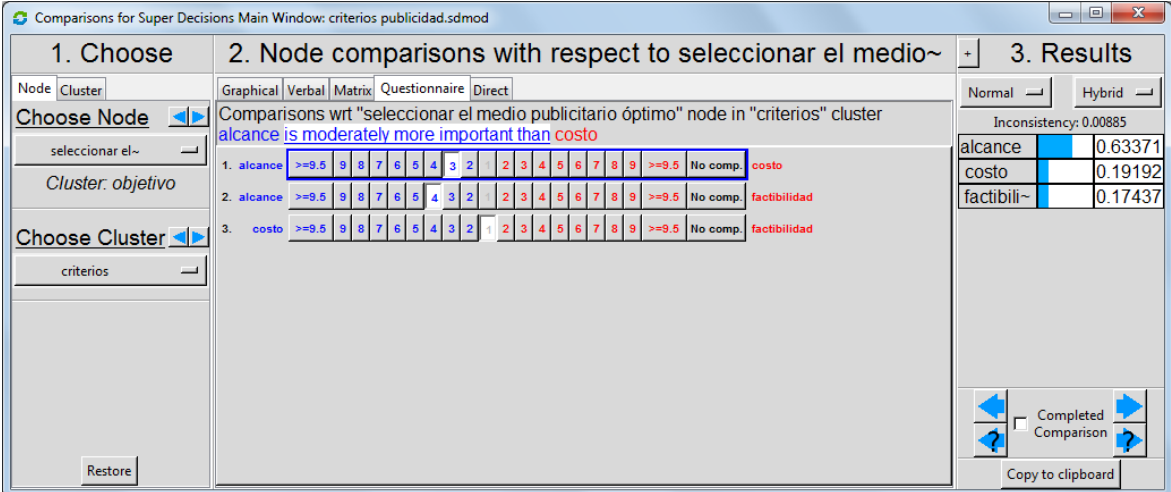 Comparisons for Super Decisions Main Window: criterios publicidad.sdmod
1. Choose
Node Cluster
Choose Node
seleccionar el~
Cluster: objetivo
Choose Cluster
criterios
Restore
2. Node comparisons with respect to seleccionar el medio~
Graphical Verbal Matrix Questionnaire Direct
Comparisons wrt "seleccionar el medio publicitario óptimo" node in "criterios" cluster
alcance is moderately more important than costo
1. alcance >=9.5 9 8 7 6 5 4 3 2 1 2 3 4 5 6 7 8 9 >=9.5 No comp. costo
2. alcance >=9.5 9 8 7 6 5 4 3 2 1 2 3 4 5 6 7 8 9 >=9.5 No comp. factibilidad
3. costo >=9.5 9 8 7 6 5 4 3 2 1 2 3 4 5 6 7 8 9 >=9.5 No comp. factibilidad
+ 3. Results
Normal Hybrid
Inconsistency: 0.00885
alcance 0.63371
costo 0.19192
factibili~ 0.17437
Completed
Comparison
? ?
Copy to clipboard